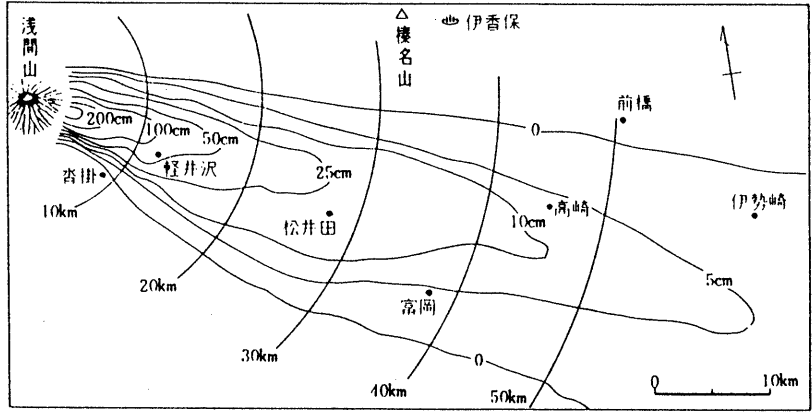 浅間山
榛名山
伊香保
前橋
0
200cm
100cm
50cm
軽井沢
沓掛
25cm
10km
松井田
10cm
高崎
伊勢崎
20km
5cm
富岡
30km
0
40km
50km
0
10km